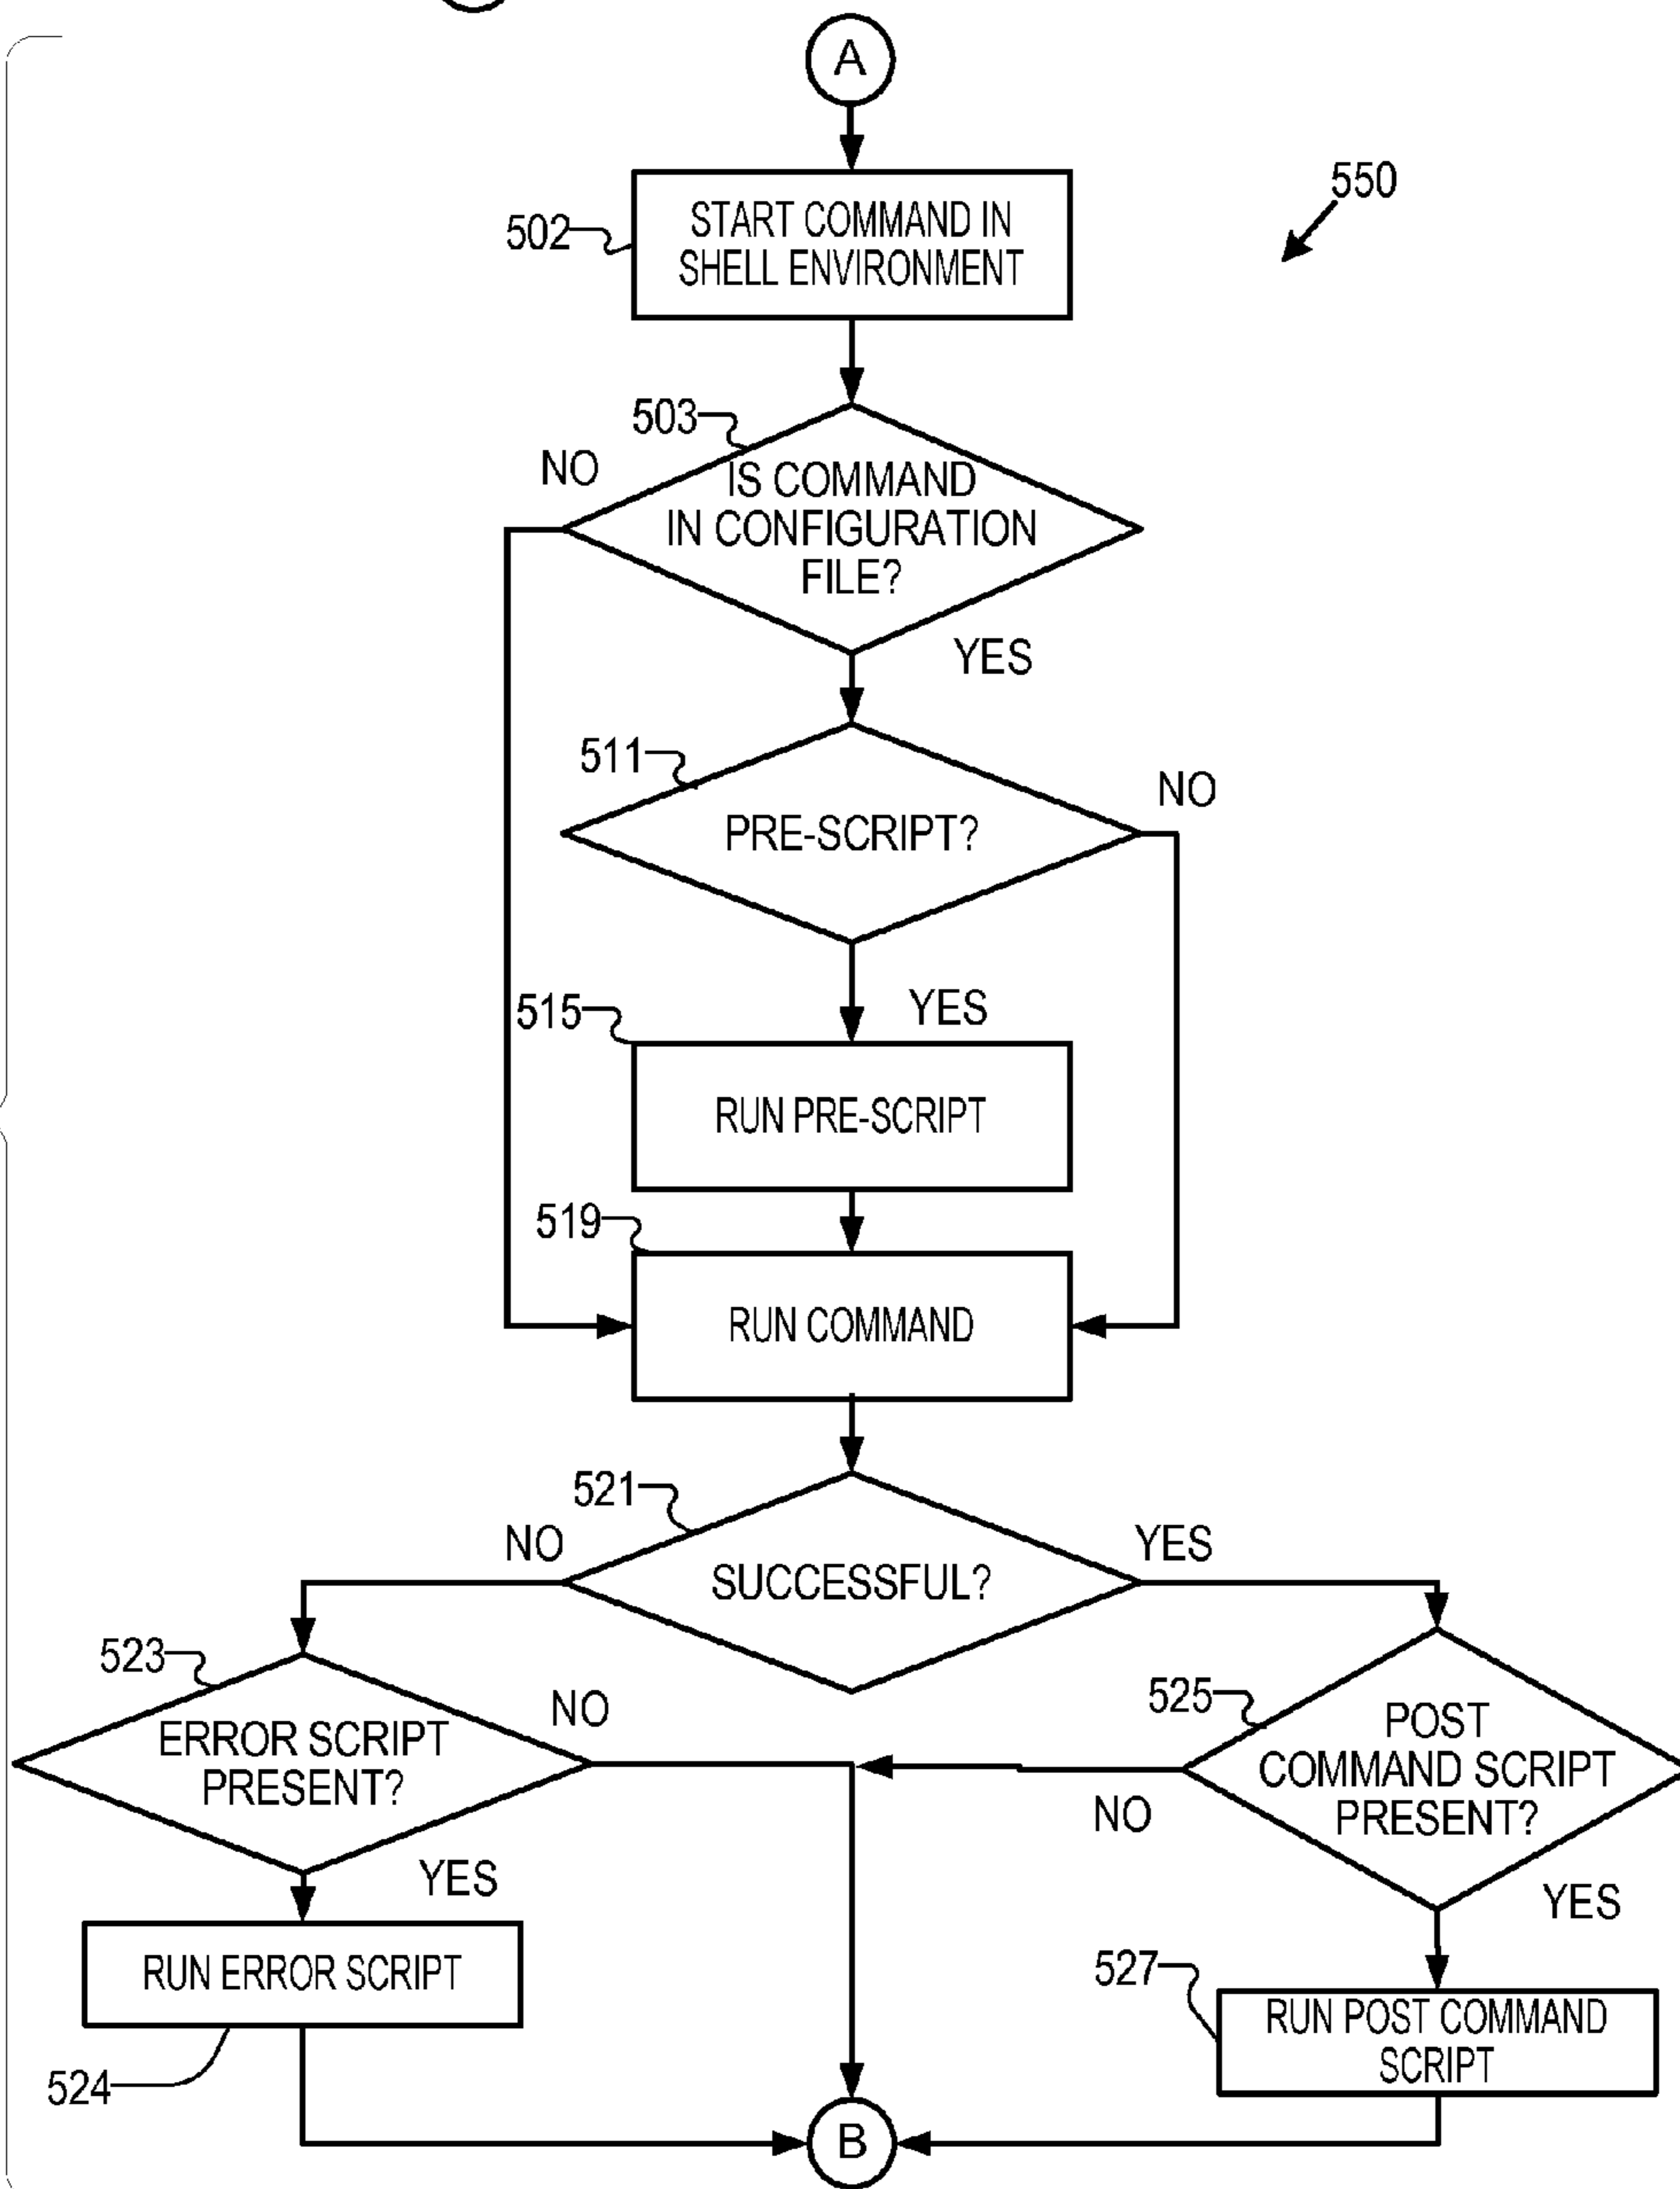 A
550
502
START COMMAND IN
SHELL ENVIRONMENT
503
NO
IS COMMAND
IN CONFIGURATION
FILE?
YES
511
NO
PRE-SCRIPT?
515
YES
RUN PRE-SCRIPT
519
RUN COMMAND
521
NO
YES
SUCCESSFUL?
523
NO
ERROR SCRIPT
PRESENT?
525
POST
COMMAND SCRIPT
PRESENT?
NO
YES
YES
RUN ERROR SCRIPT
524
527
RUN POST COMMAND
SCRIPT
B